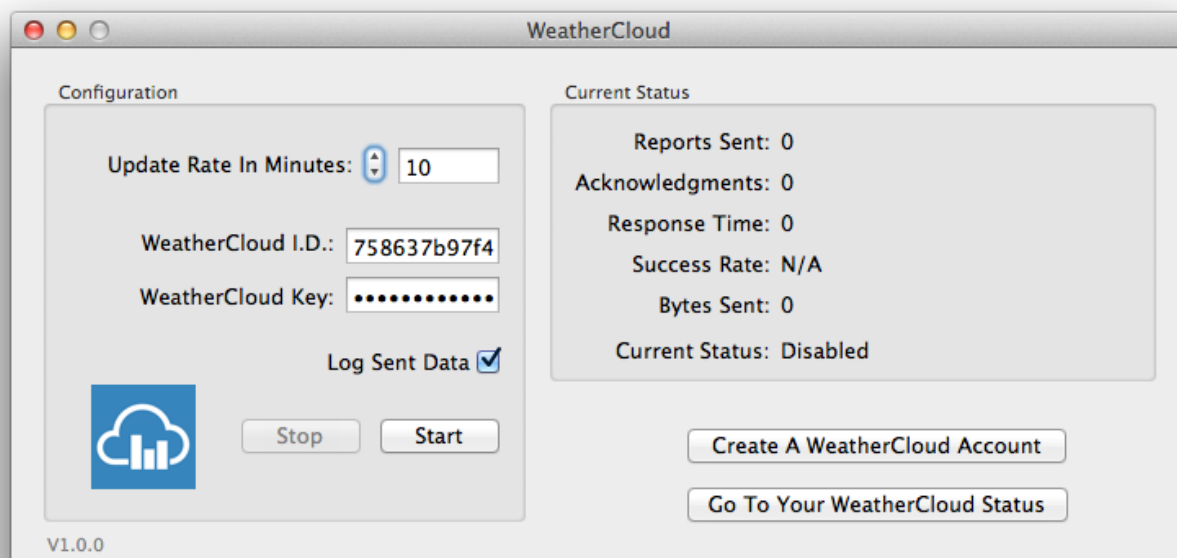 WeatherCloud
Configuration
Update Rate In Minutes: 10
WeatherCloud I.D.: 758637b97f4
WeatherCloud Key: ••••••••••••
Log Sent Data
Stop
Start
V1.0.0
Current Status
Reports Sent: 0
Acknowledgments: 0
Response Time: 0
Success Rate: N/A
Bytes Sent: 0
Current Status: Disabled
Create A WeatherCloud Account
Go To Your WeatherCloud Status